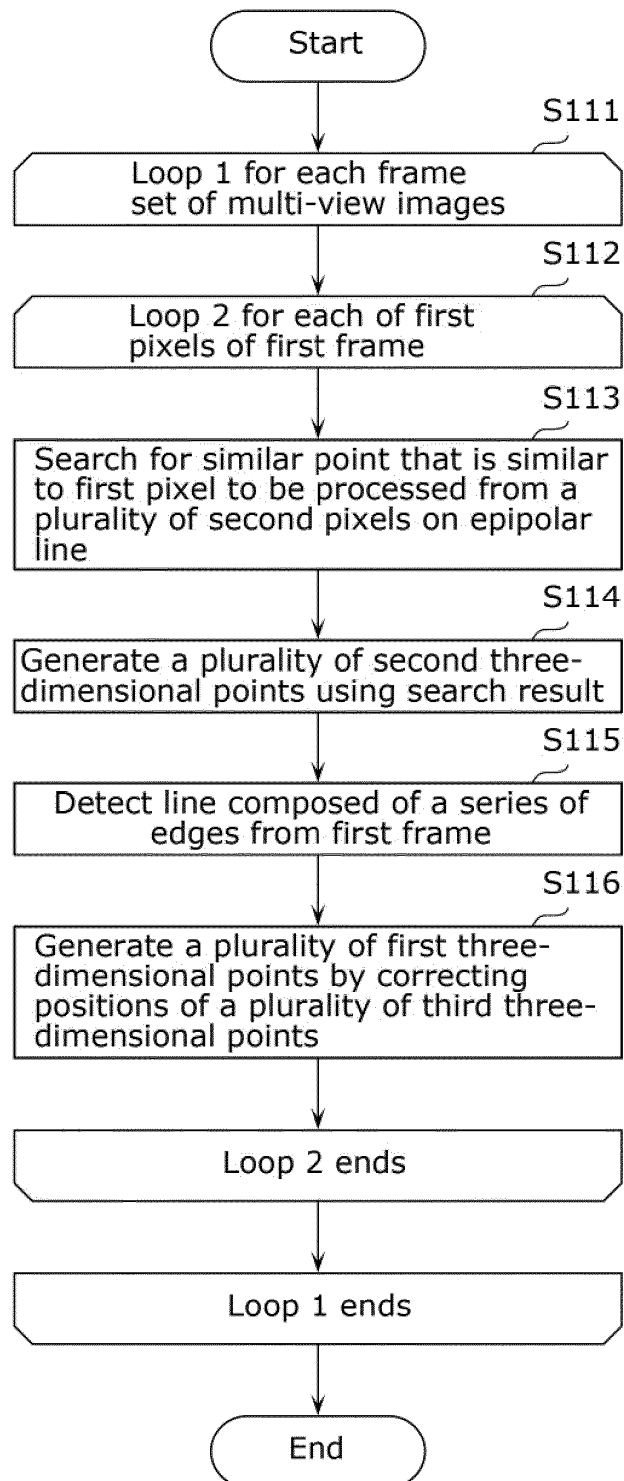 Start
S111
Loop 1 for each frame
set of multi-view images
S112
Loop 2 for each of first
pixels of first frame
S113
Search for similar point that is similar
to first pixel to be processed from a
plurality of second pixels on epipolar
line
S114
Generate a plurality of second three-
dimensional points using search result
S115
Detect line composed of a series of
edges from first frame
S116
Generate a plurality of first three-
dimensional points by correcting
positions of a plurality of third three-
dimensional points
Loop 2 ends
Loop 1 ends
End